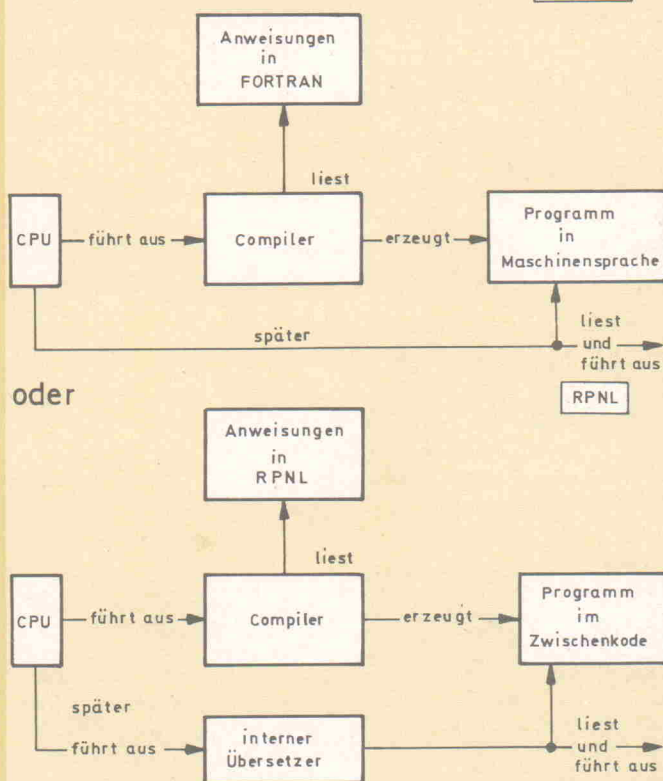 Anweisungen
in
FORTRAN
liest
CPU
führt aus
Compiler
erzeugt
Programm
in
Maschinensprache
später
liest
und
führt aus
oder
RPNL
Anweisungen
in
RPNL
liest
CPU
führt aus
Compiler
erzeugt
Programm
im
Zwischenkode
später
führt aus
interner
Übersetzer
liest
und
führt aus